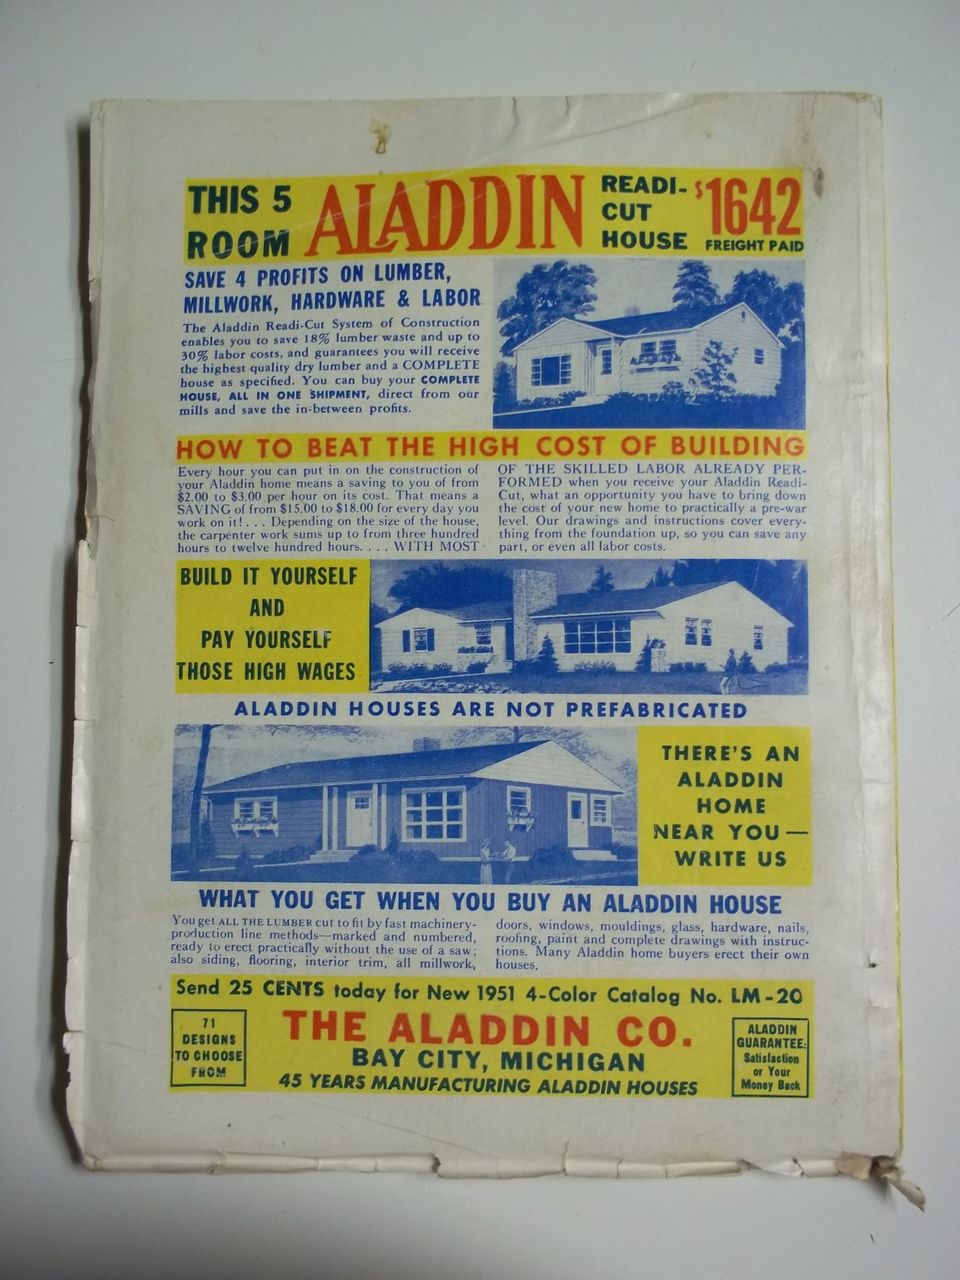 THIS 5
ROOM
ALADDIN
READI-
CUT
HOUSE
$1642
FREIGHT PAID
SAVE 4 PROFITS ON LUMBER,
MILLWORK, HARDWARE & LABOR
The Aladdin Readi-Cut System of Construction
enables you to save 18% lumber waste and up to
30% labor costs, and guarantees you will receive
the highest quality dry lumber and a COMPLETE
house as specified. You can buy your COMPLETE
HOUSE, ALL IN ONE SHIPMENT, direct from our
mills and save the in-between profits.
HOW TO BEAT THE HIGH COST OF BUILDING
Every hour you can put in on the construction of
your Aladdin home means a saving to you of from
$2.00 to $3.00 per hour on its cost. That means a
SAVING of from $15.00 to $18.00 for every day you
work on it! . . . Depending on the size of the house,
the carpenter work sums up to from three hundred
hours to twelve hundred hours. . . . WITH MOST
OF THE SKILLED LABOR ALREADY PER-
FORMED when you receive your Aladdin Readi-
Cut, what an opportunity you have to bring down
the cost of your new home to practically a pre-war
level. Our drawings and instructions cover every-
thing from the foundation up, so you can save any
part, or even all labor costs.
BUILD IT YOURSELF
AND
PAY YOURSELF
THOSE HIGH WAGES
ALADDIN HOUSES ARE NOT PREFABRICATED
THERE'S AN
ALADDIN
HOME
NEAR YOU—
WRITE US
WHAT YOU GET WHEN YOU BUY AN ALADDIN HOUSE
You get ALL THE LUMBER cut to fit by fast machinery-
production line methods—marked and numbered,
ready to erect practically without the use of a saw;
also siding, flooring, interior trim, all millwork,
doors, windows, mouldings, glass, hardware, nails,
roofing, paint and complete drawings with instruc-
tions. Many Aladdin home buyers erect their own
houses.
Send 25 CENTS today for New 1951 4-Color Catalog No. LM-20
71
DESIGNS
TO CHOOSE
FROM
THE ALADDIN CO.
BAY CITY, MICHIGAN
45 YEARS MANUFACTURING ALADDIN HOUSES
ALADDIN
GUARANTEE:
Satisfaction
or Your
Money Back